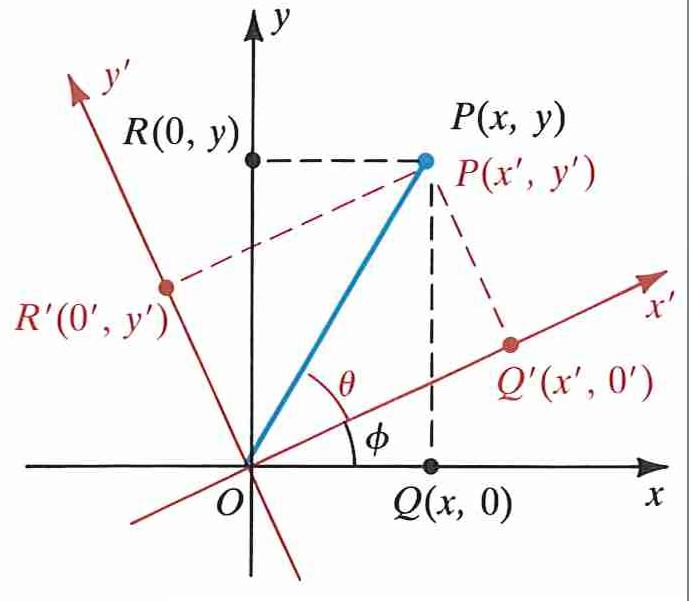 y
y′
R(0, y)
P(x, y)
P(x′, y′)
R′(0′, y′)
x′
θ
Q′(x′, 0′)
ϕ
O
Q(x, 0)
x